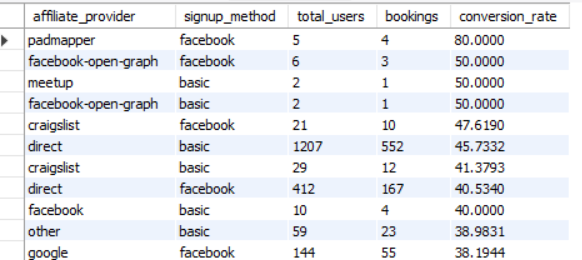 affiliate_provider signup_method total_users bookings conversion_rate
padmapper facebook 5 4 80.0000
facebook-open-graph facebook 6 3 50.0000
meetup basic 2 1 50.0000
facebook-open-graph basic 2 1 50.0000
craigslist facebook 21 10 47.6190
direct basic 1207 552 45.7332
craigslist basic 29 12 41.3793
direct facebook 412 167 40.5340
facebook basic 10 4 40.0000
other basic 59 23 38.9831
google facebook 144 55 38.1944